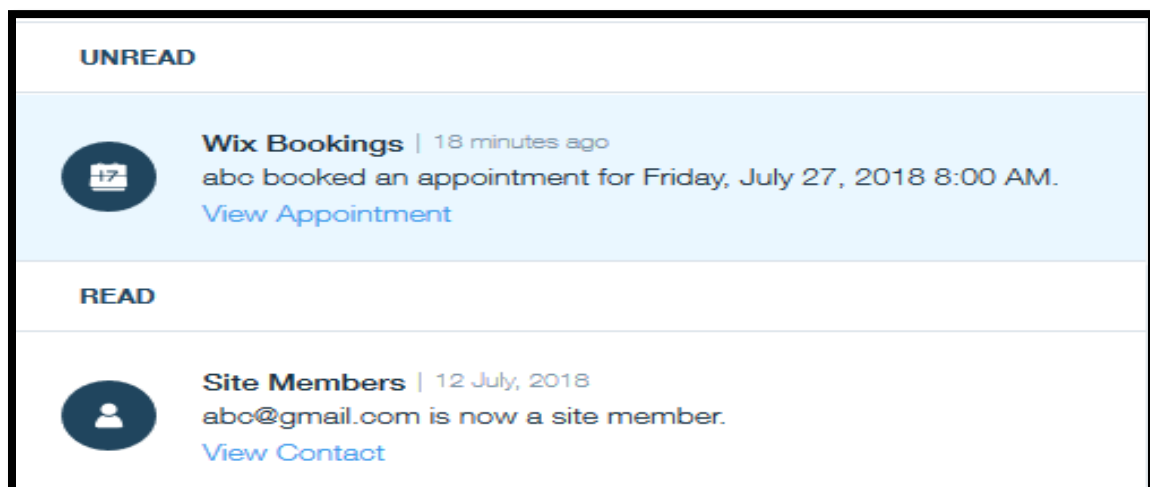 UNREAD
17
Wix Bookings | 18 minutes ago
abc booked an appointment for Friday, July 27, 2018 8:00 AM.
View Appointment
READ
Site Members | 12 July, 2018
abc@gmail.com is now a site member.
View Contact